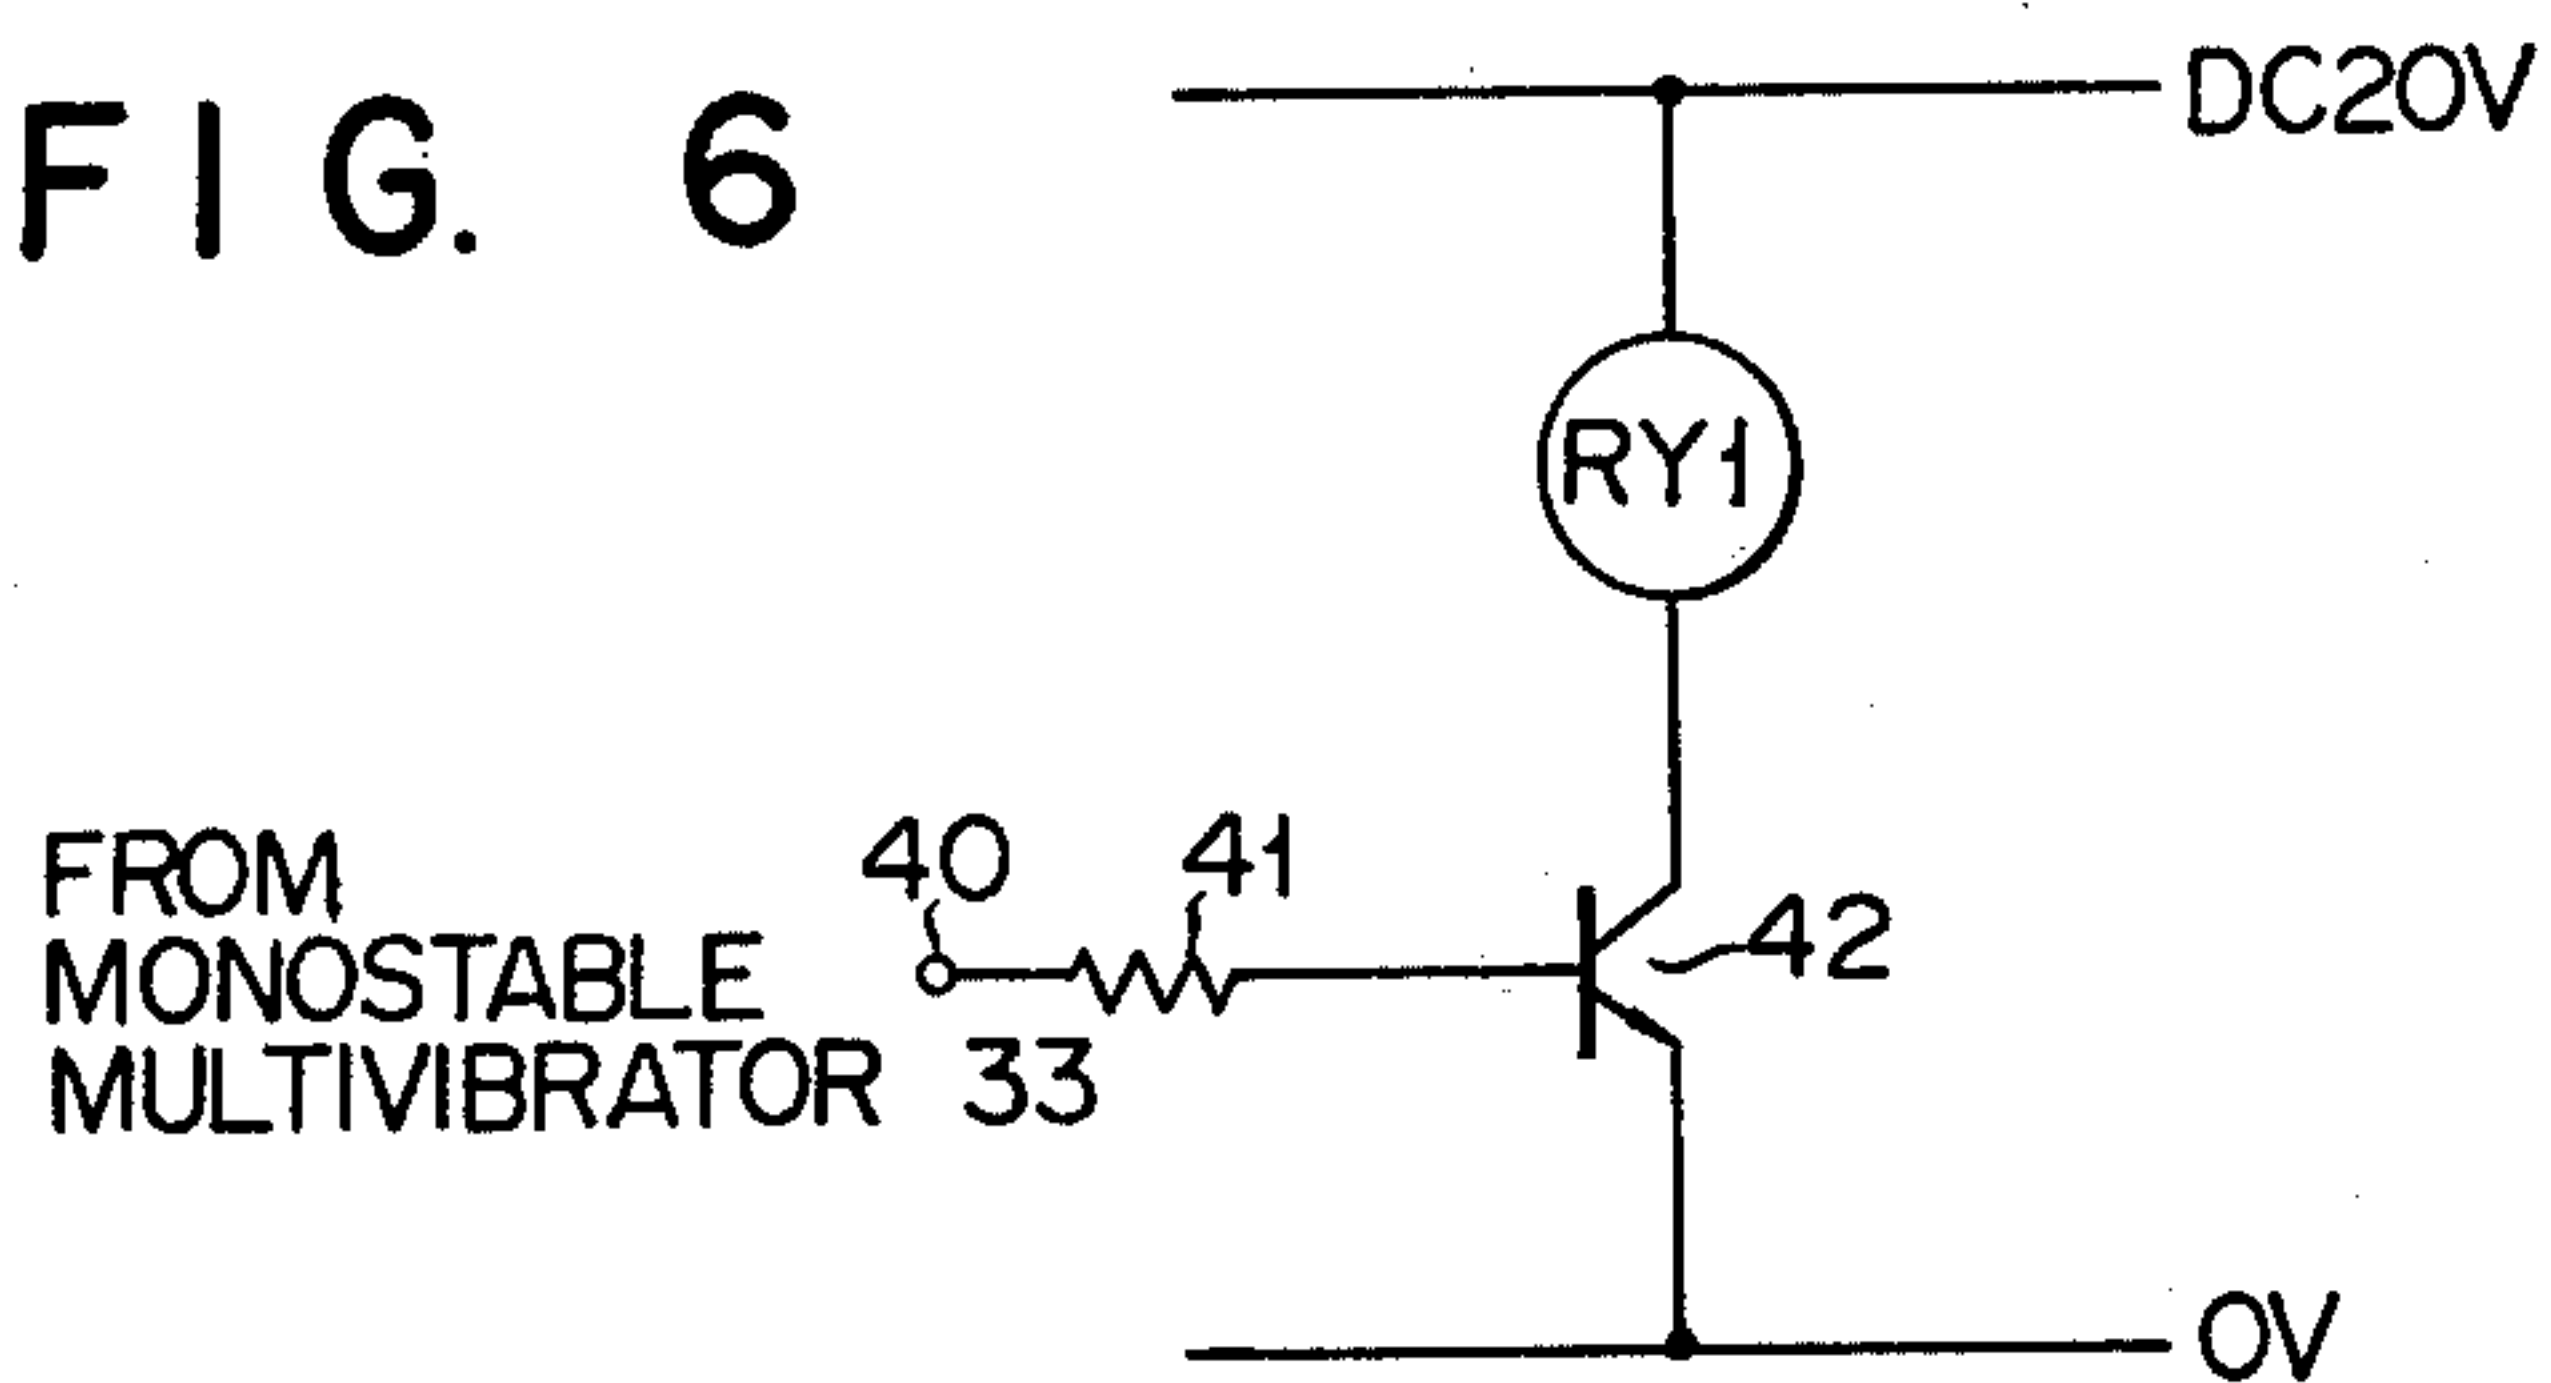 FIG. 6
DC20V
RY1
40
41
42
FROM
MONOSTABLE
MULTIVIBRATOR 33
0V